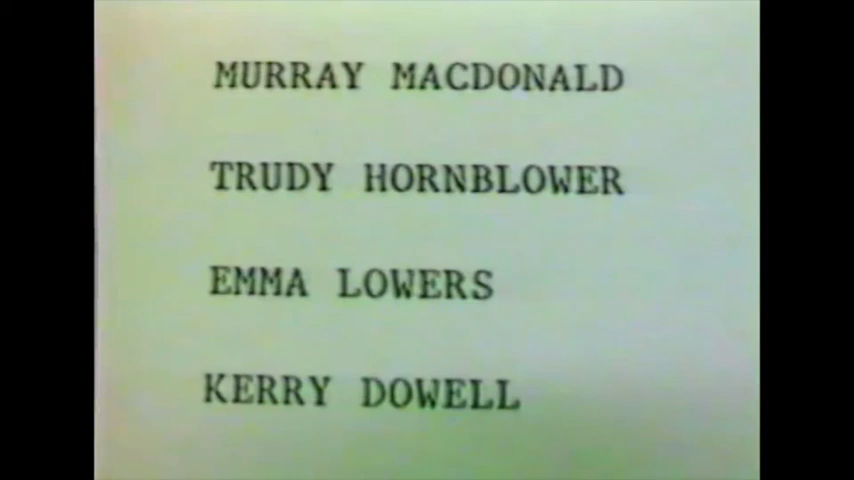 MURRAY MACDONALD
TRUDY HORNBLOWER
EMMA LOWERS
KERRY DOWELL